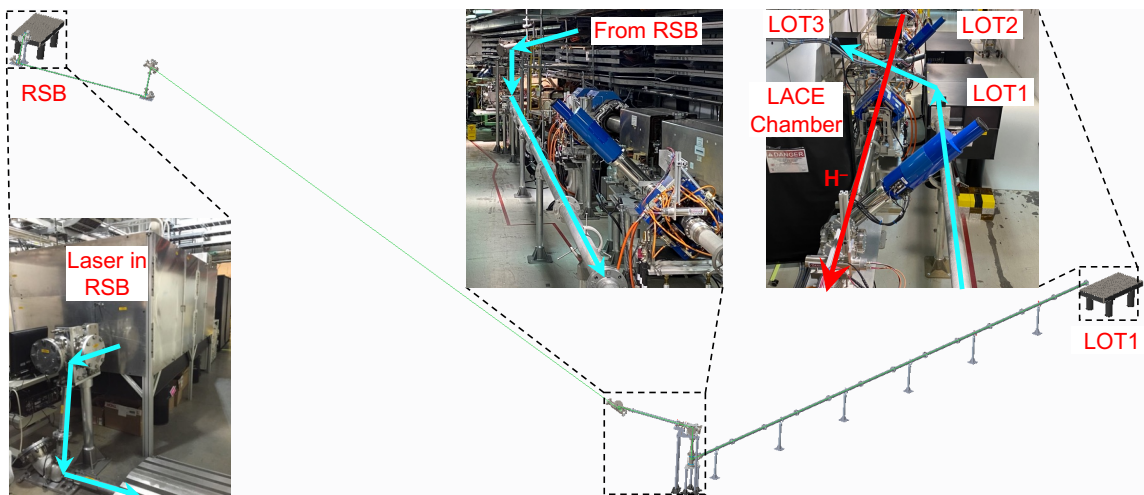 RSB
From RSB
LOT3
LOT2
LOT1
LACE
Chamber
DANGER
H⁻
Laser in
RSB
LOT1